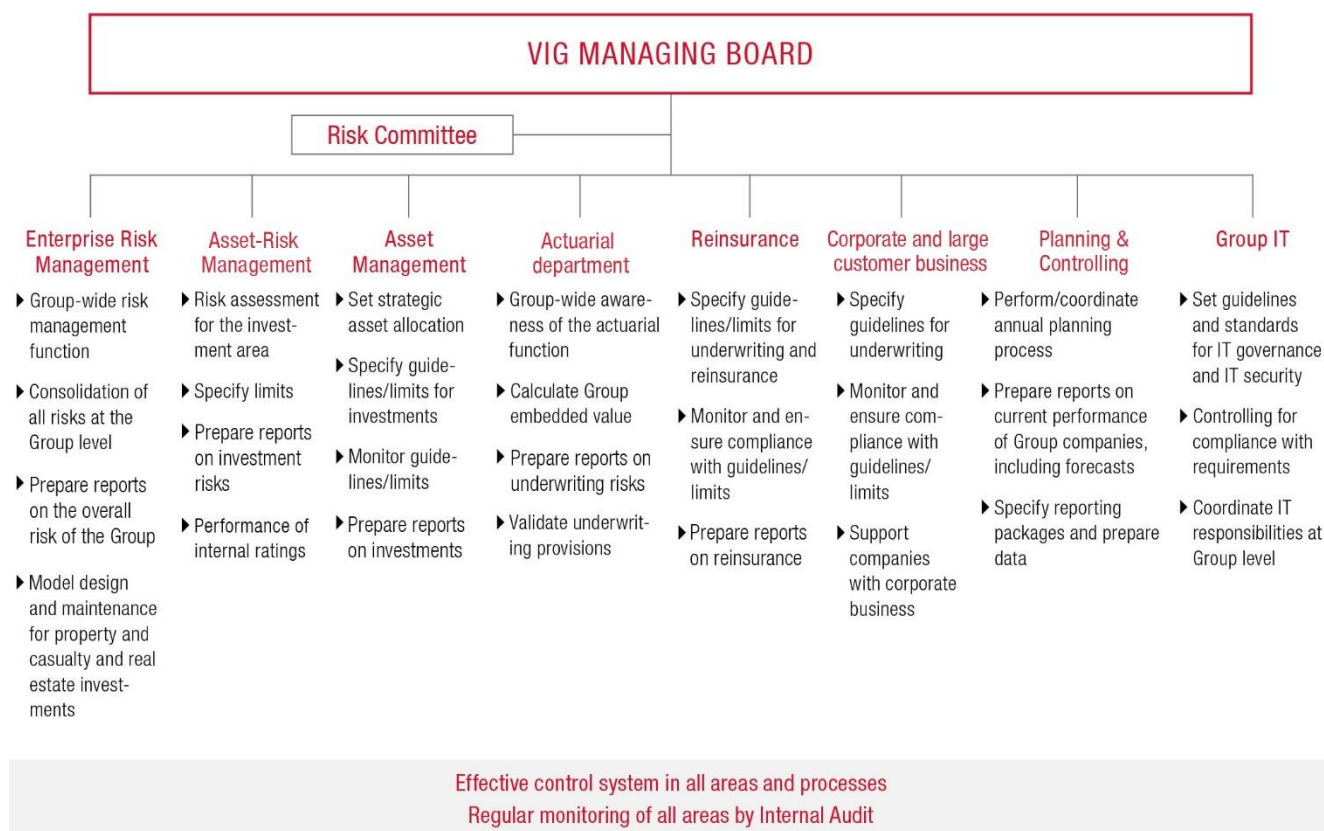 VIG MANAGING BOARD
Risk Committee
Enterprise Risk
Management
▶ Group-wide risk
management
function
▶ Consolidation of
all risks at the
Group level
▶ Prepare reports
on the overall
risk of the Group
▶ Model design
and maintenance
for property and
casualty and real
estate invest-
ments
Asset-Risk
Management
▶ Risk assessment
for the invest-
ment area
▶ Specify limits
▶ Prepare reports
on investment
risks
▶ Performance of
internal ratings
Asset
Management
▶ Set strategic
asset allocation
▶ Specify guide-
lines/limits for
investments
▶ Monitor guide-
lines/limits
▶ Prepare reports
on investments
Actuarial
department
▶ Group-wide aware-
ness of the actuarial
function
▶ Calculate Group
embedded value
▶ Prepare reports on
underwriting risks
▶ Validate underwrit-
ing provisions
Reinsurance
▶ Specify guide-
lines/limits for
underwriting and
reinsurance
▶ Monitor and en-
sure compliance
with guidelines/
limits
▶ Prepare reports
on reinsurance
Corporate and large
customer business
▶ Specify
guidelines for
underwriting
▶ Monitor and
ensure com-
pliance with
guidelines/
limits
▶ Support
companies
with corporate
business
Planning &
Controlling
▶ Perform/coordinate
annual planning
process
▶ Prepare reports on
current performance
of Group companies,
including forecasts
▶ Specify reporting
packages and prepare
data
Group IT
▶ Set guidelines
and standards
for IT governance
and IT security
▶ Controlling for
compliance with
requirements
▶ Coordinate IT
responsibilities at
Group level
Effective control system in all areas and processes
Regular monitoring of all areas by Internal Audit